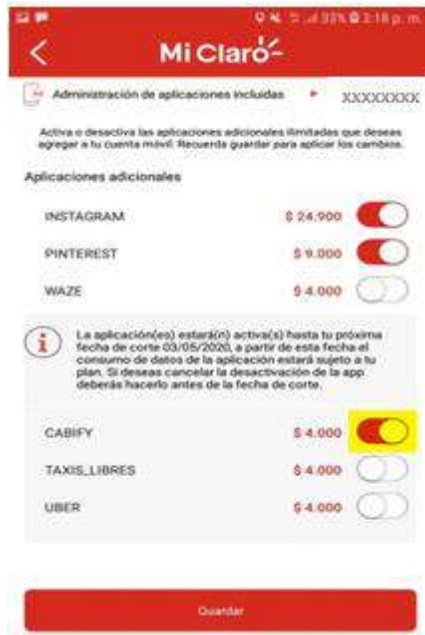 33% 3:18 p. m.
Mi Claro
Administración de aplicaciones incluidas XXXXXXXX
Activa o desactiva las aplicaciones adicionales ilimitadas que deseas
agregar a tu cuenta móvil. Recuerda guardar para aplicar los cambios.
Aplicaciones adicionales
INSTAGRAM $ 24.900
PINTEREST $ 9.000
WAZE $ 4.000
La aplicación(es) estará(n) activa(s) hasta tu próxima
fecha de corte 03/05/2020, a partir de esta fecha el
consumo de datos de la aplicación estará sujeto a tu
plan. Si deseas cancelar la desactivación de la app
deberás hacerlo antes de la fecha de corte.
CABIFY $ 4.000
TAXIS_LIBRES $ 4.000
UBER $ 4.000
Guardar